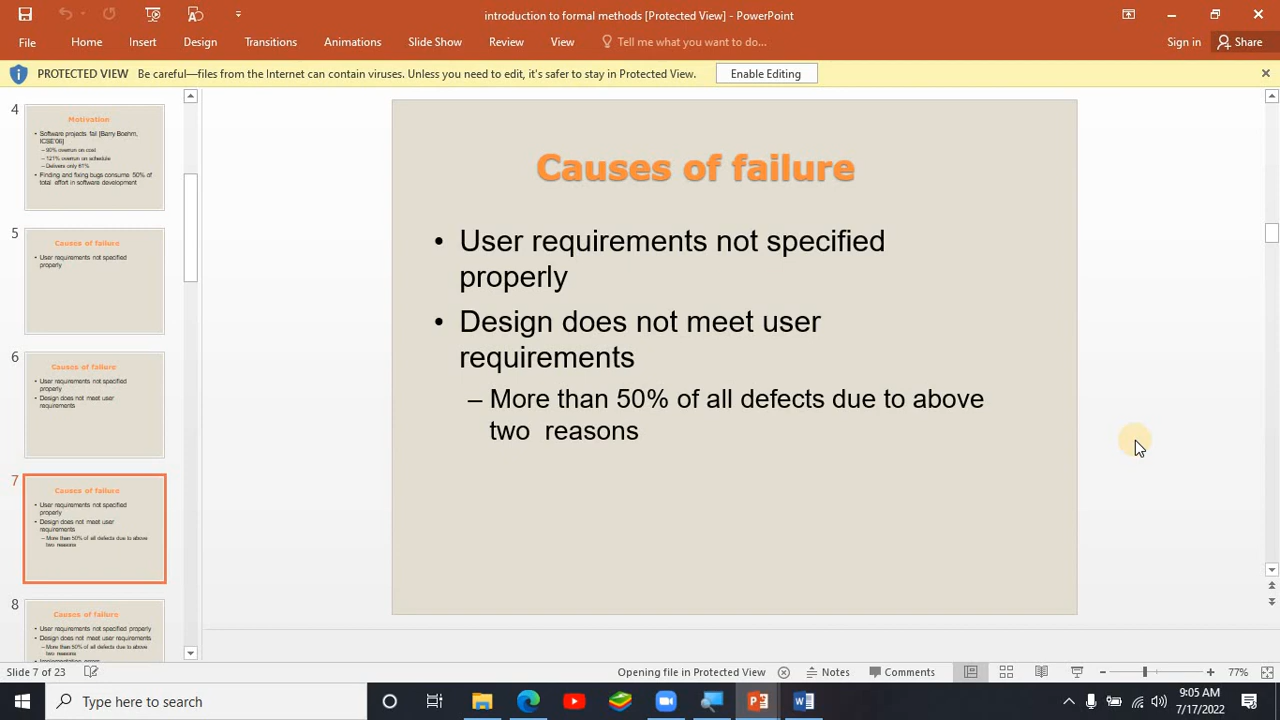 introduction to formal methods [Protected View] - PowerPoint
File Home Insert Design Transitions Animations Slide Show Review View Tell me what you want to do... Sign in Share
PROTECTED VIEW Be careful—files from the Internet can contain viruses. Unless you need to edit, it's safer to stay in Protected View. Enable Editing
4
Motivation
• Software projects fail [Barry Boehm,
ICSE'06]
– 90% overrun on cost
– 121% overrun on schedule
– Delivers only 61%
• Finding and fixing bugs consume 50% of
total effort in software development
5
Causes of failure
• User requirements not specified
properly
6
Causes of failure
• User requirements not specified
properly
• Design does not meet user
requirements
7
Causes of failure
• User requirements not specified
properly
• Design does not meet user
requirements
– More than 50% of all defects due to above
two reasons
8
Causes of failure
• User requirements not specified properly
• Design does not meet user requirements
– More than 50% of all defects due to above
two reasons
Causes of failure
• User requirements not specified
properly
• Design does not meet user
requirements
– More than 50% of all defects due to above
two reasons
Slide 7 of 23 Opening file in Protected View Notes Comments 77%
Type here to search
9:05 AM
7/17/2022